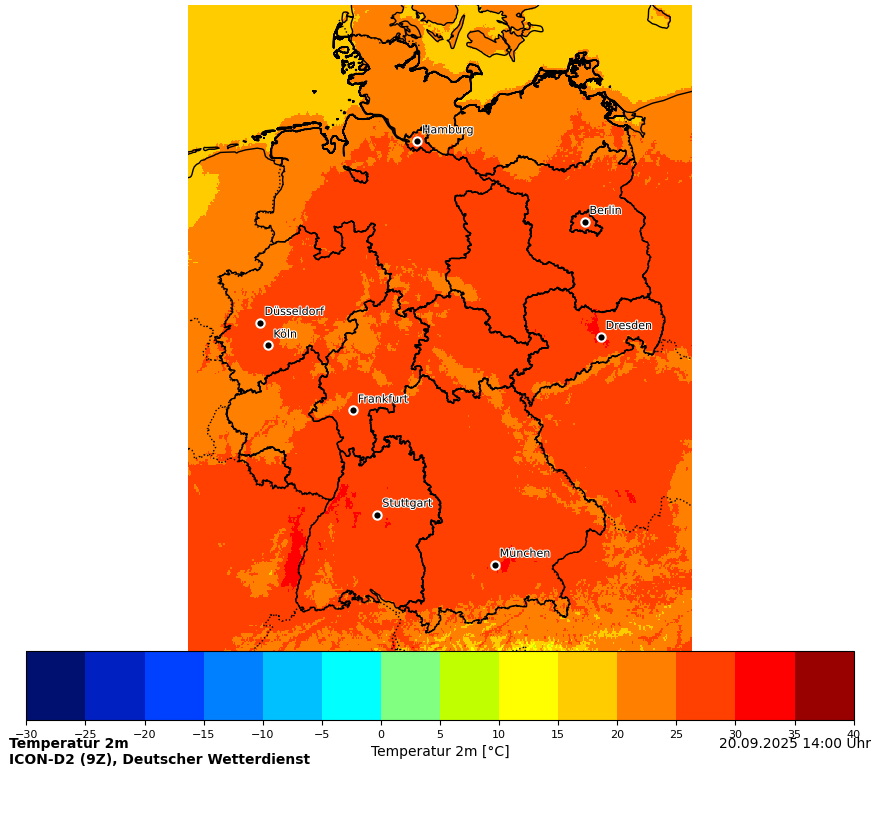 Hamburg
Berlin
Düsseldorf
Köln
Dresden
Frankfurt
Stuttgart
München
−30 −25 −20 −15 −10 −5 0 5 10 15 20 25 30 35 40
Temperatur 2m
20.09.2025 14:00 Uhr
Temperatur 2m [°C]
ICON-D2 (9Z), Deutscher Wetterdienst